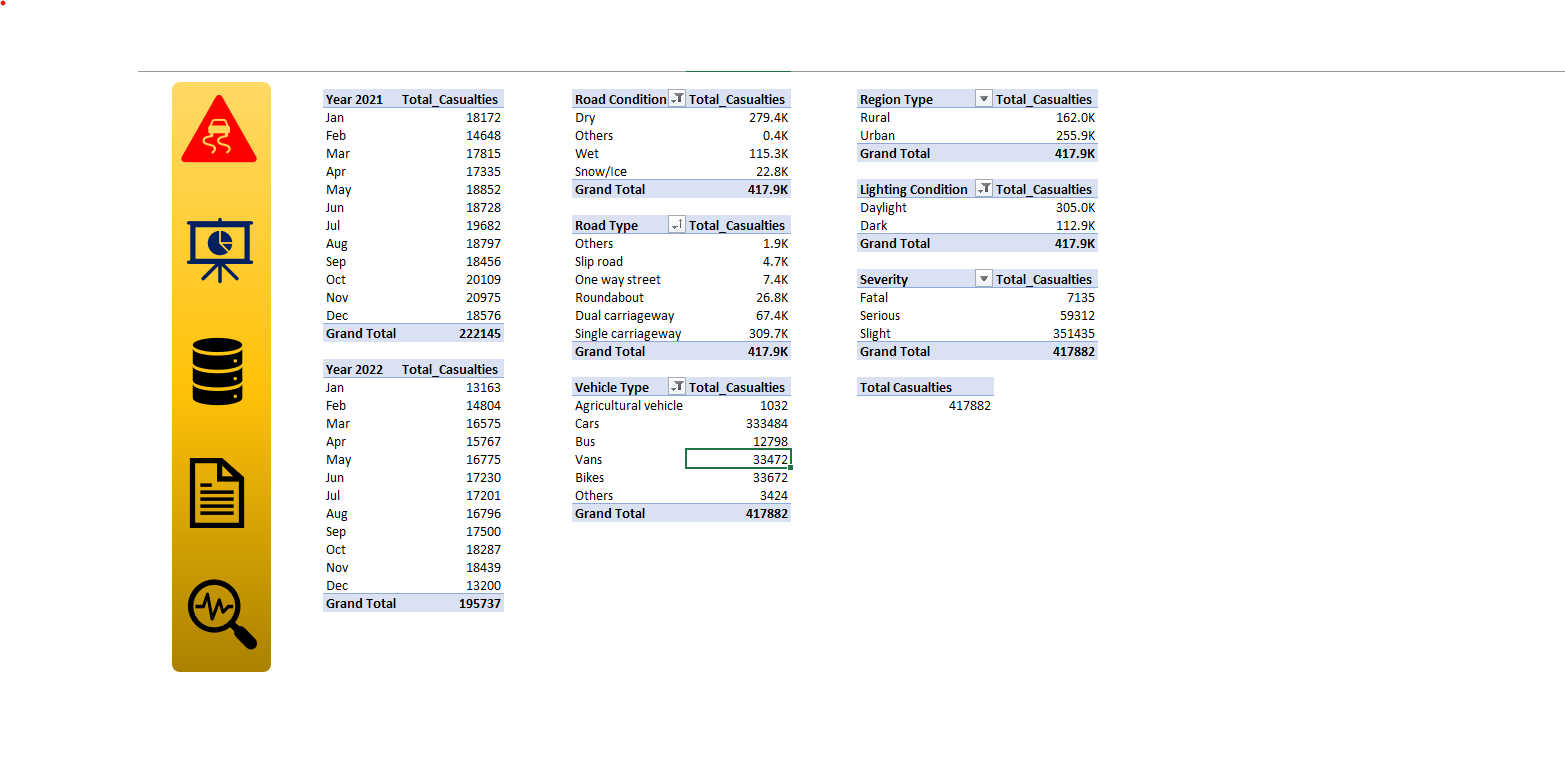 Year 2021 Total_Casualties
Jan 18172
Feb 14648
Mar 17815
Apr 17335
May 18852
Jun 18728
Jul 19682
Aug 18797
Sep 18456
Oct 20109
Nov 20975
Dec 18576
Grand Total 222145
Year 2022 Total_Casualties
Jan 13163
Feb 14804
Mar 16575
Apr 15767
May 16775
Jun 17230
Jul 17201
Aug 16796
Sep 17500
Oct 18287
Nov 18439
Dec 13200
Grand Total 195737
Road Condition Total_Casualties
Dry 279.4K
Others 0.4K
Wet 115.3K
Snow/Ice 22.8K
Grand Total 417.9K
Road Type Total_Casualties
Others 1.9K
Slip road 4.7K
One way street 7.4K
Roundabout 26.8K
Dual carriageway 67.4K
Single carriageway 309.7K
Grand Total 417.9K
Vehicle Type Total_Casualties
Agricultural vehicle 1032
Cars 333484
Bus 12798
Vans 33472
Bikes 33672
Others 3424
Grand Total 417882
Region Type Total_Casualties
Rural 162.0K
Urban 255.9K
Grand Total 417.9K
Lighting Condition Total_Casualties
Daylight 305.0K
Dark 112.9K
Grand Total 417.9K
Severity Total_Casualties
Fatal 7135
Serious 59312
Slight 351435
Grand Total 417882
Total Casualties
417882